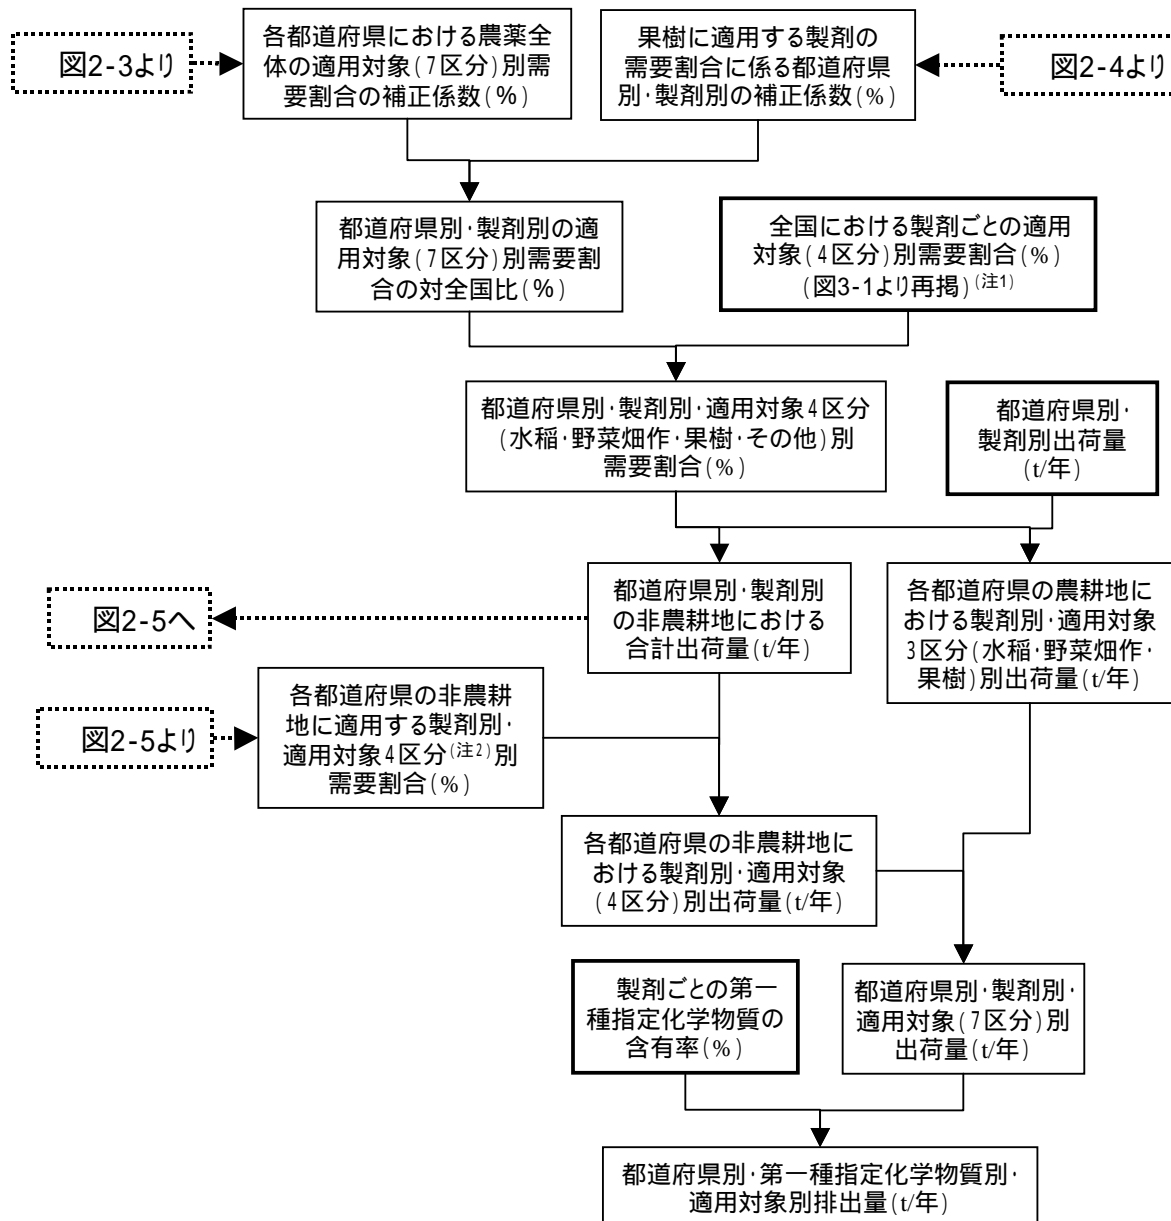 図2-3より
各都道府県における農薬全
体の適用対象(7区分)別需
要割合の補正係数(%)
果樹に適用する製剤の
需要割合に係る都道府県
別・製剤別の補正係数(%)
図2-4より
都道府県別・製剤別の適
用対象(7区分)別需要割
合の対全国比(%)
全国における製剤ごとの適用
対象(4区分)別需要割合(%)
(図3-1より再掲)(注1)
都道府県別・製剤別・適用対象4区分
(水稲・野菜畑作・果樹・その他)別
需要割合(%)
都道府県別・
製剤別出荷量
(t/年)
図2-5へ
都道府県別・製剤別
の非農耕地における
合計出荷量(t/年)
各都道府県の農耕地に
おける製剤別・適用対象
3区分(水稲・野菜畑作・
果樹)別出荷量(t/年)
図2-5より
各都道府県の非農耕
地に適用する製剤別・
適用対象4区分(注2)別
需要割合(%)
各都道府県の非農耕地に
おける製剤別・適用対象
(4区分)別出荷量(t/年)
製剤ごとの第一
種指定化学物質の
含有率(%)
都道府県別・製剤別・
適用対象(7区分)別
出荷量(t/年)
都道府県別・第一種指定化学物質別・
適用対象別排出量(t/年)